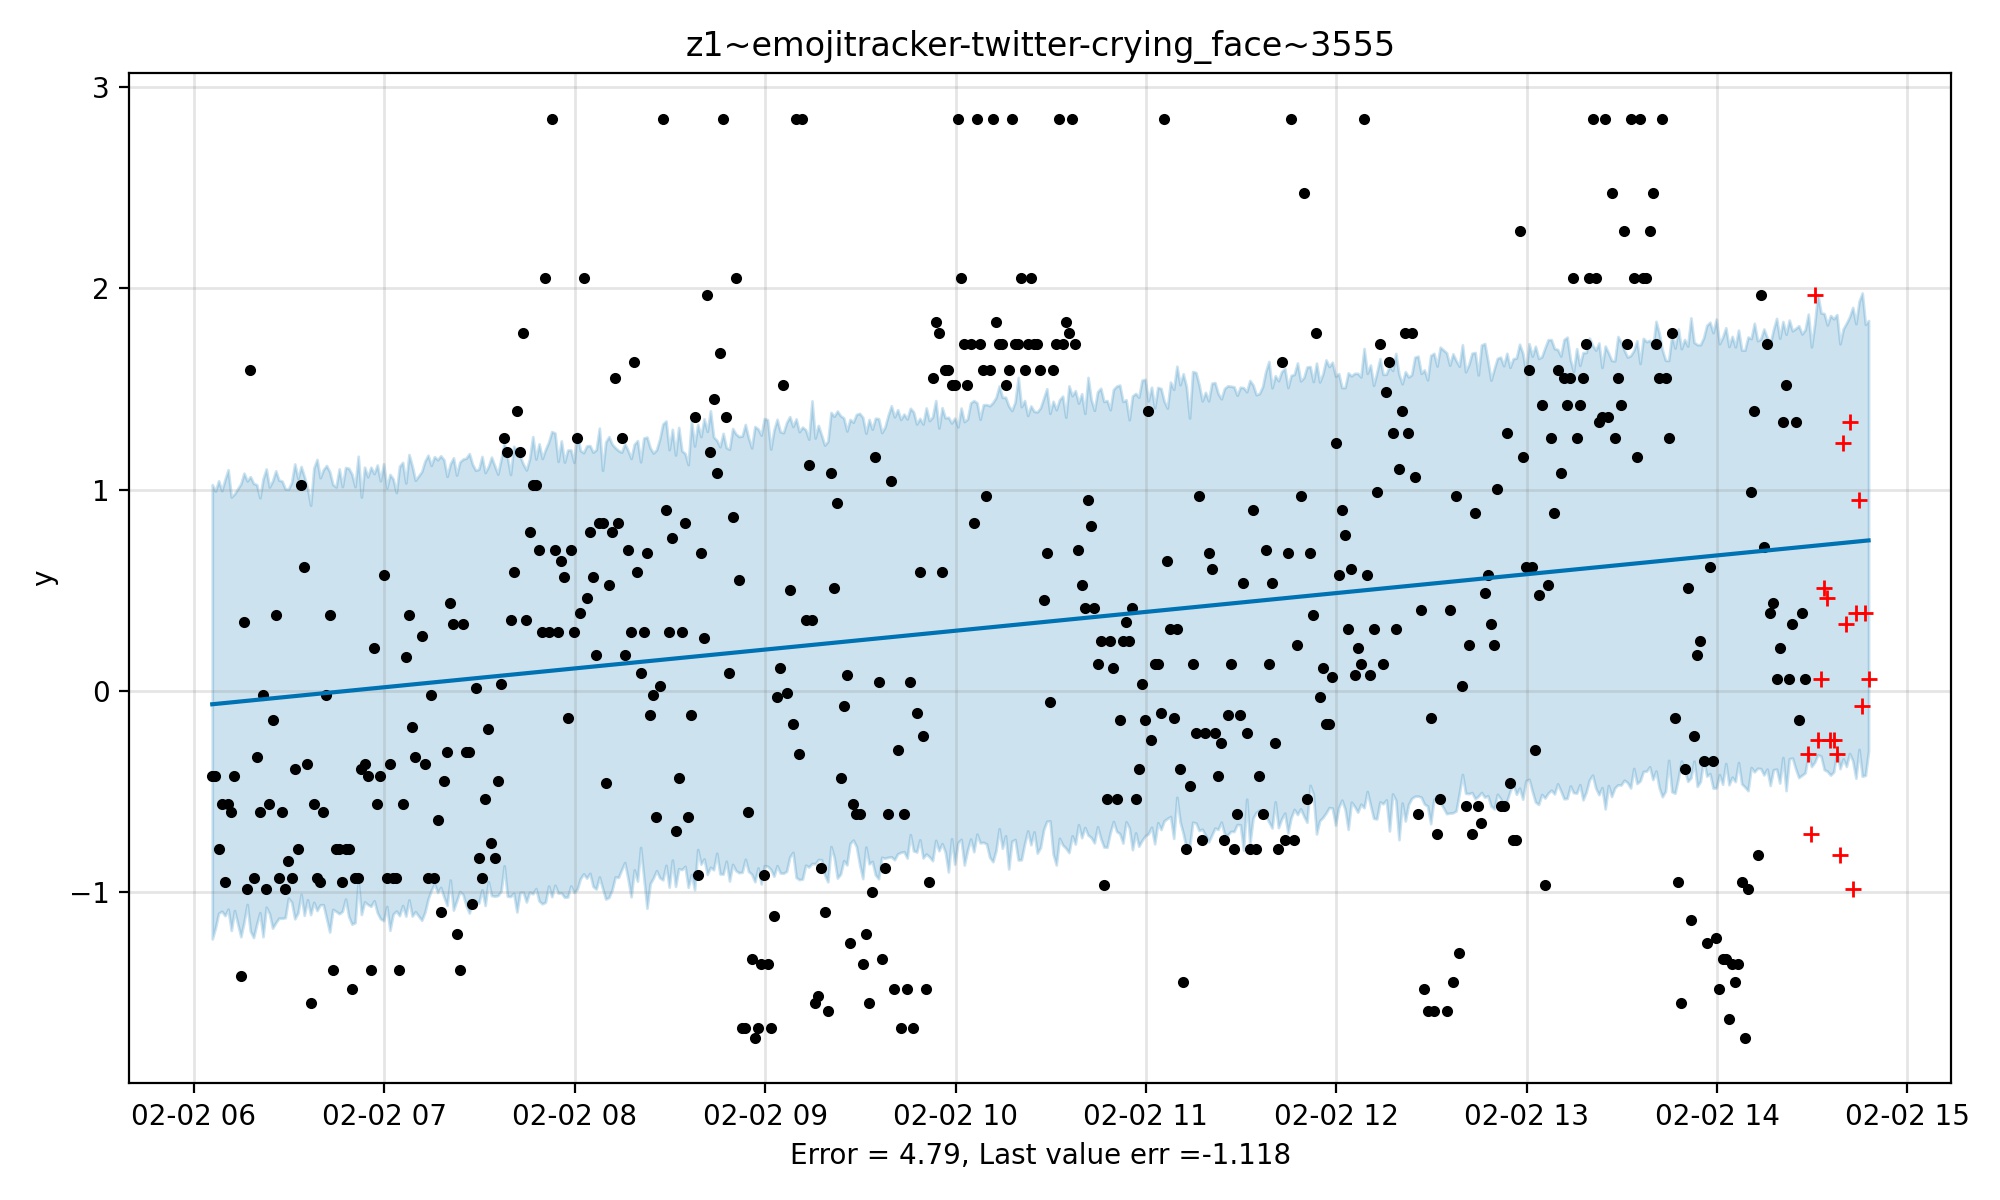 z1~emojitracker-twitter-crying_face~3555
3
2
1
0
−1
y
02-02 06 02-02 07 02-02 08 02-02 09 02-02 10 02-02 11 02-02 12 02-02 13 02-02 14 02-02 15
Error = 4.79, Last value err =-1.118